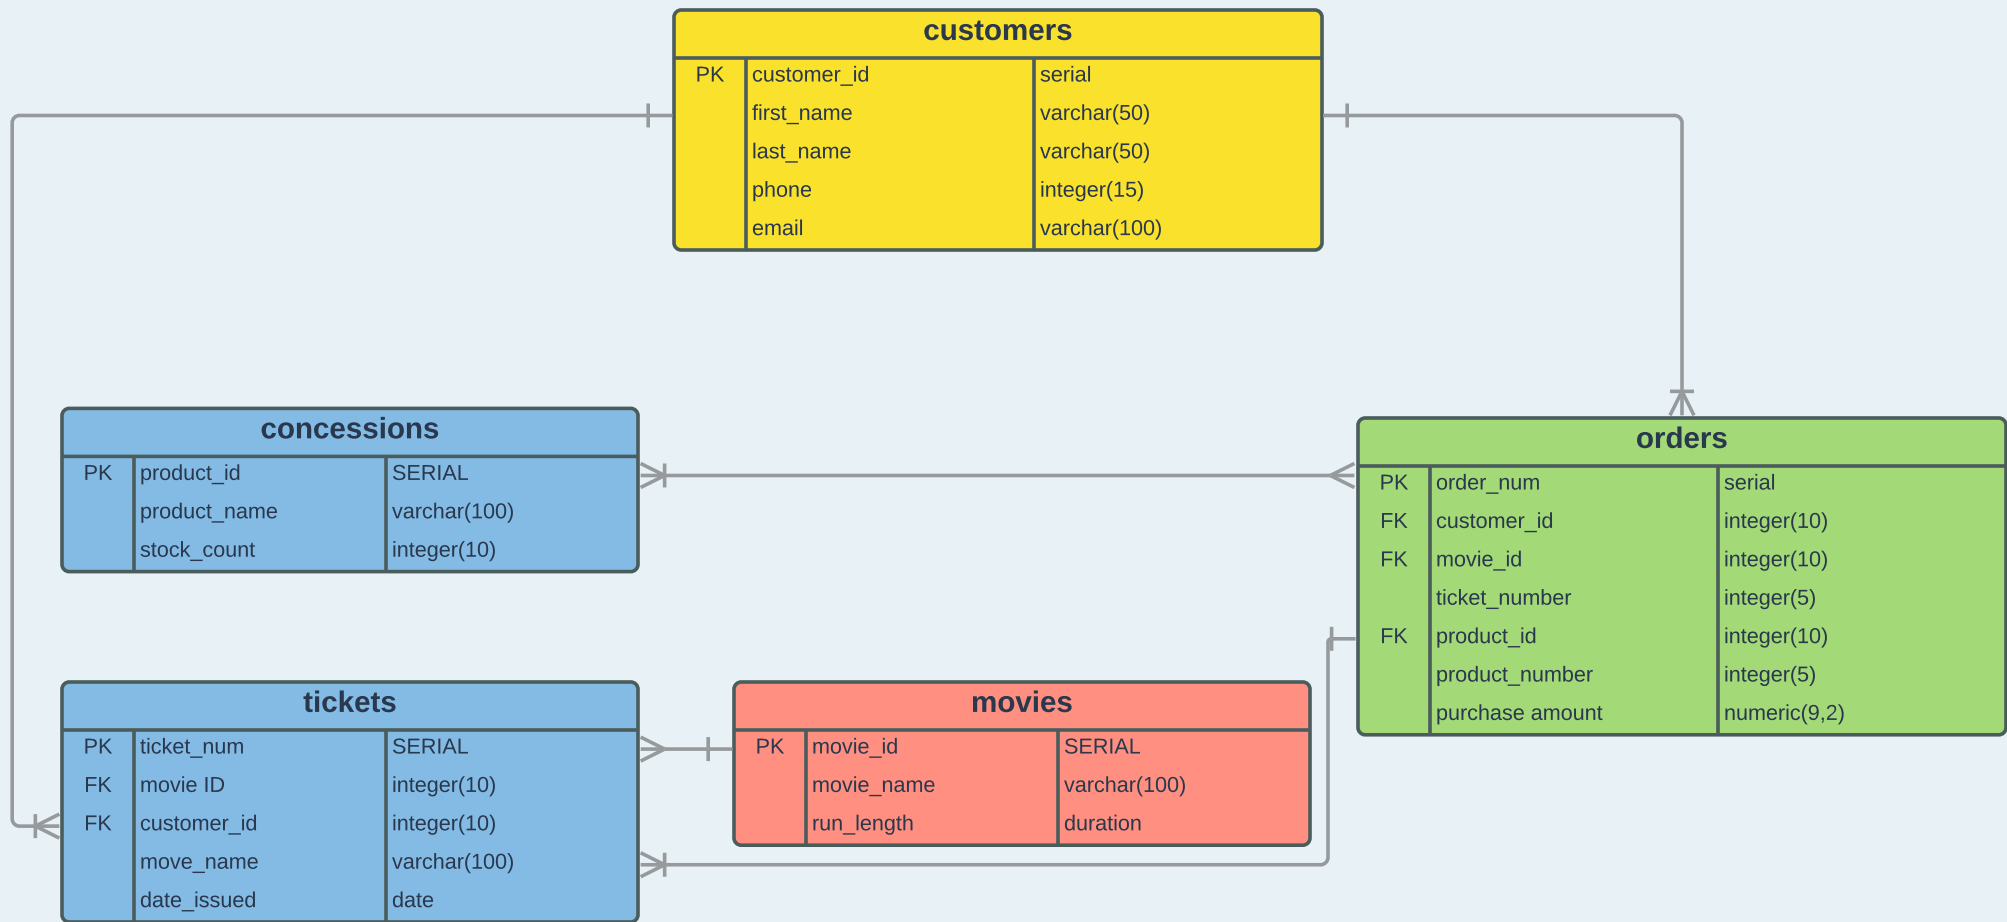 customers
PK customer_id serial
first_name varchar(50)
last_name varchar(50)
phone integer(15)
email varchar(100)
concessions
PK product_id SERIAL
product_name varchar(100)
stock_count integer(10)
orders
PK order_num serial
FK customer_id integer(10)
FK movie_id integer(10)
ticket_number integer(5)
FK product_id integer(10)
product_number integer(5)
purchase amount numeric(9,2)
tickets
PK ticket_num SERIAL
FK movie ID integer(10)
FK customer_id integer(10)
move_name varchar(100)
date_issued date
movies
PK movie_id SERIAL
movie_name varchar(100)
run_length duration